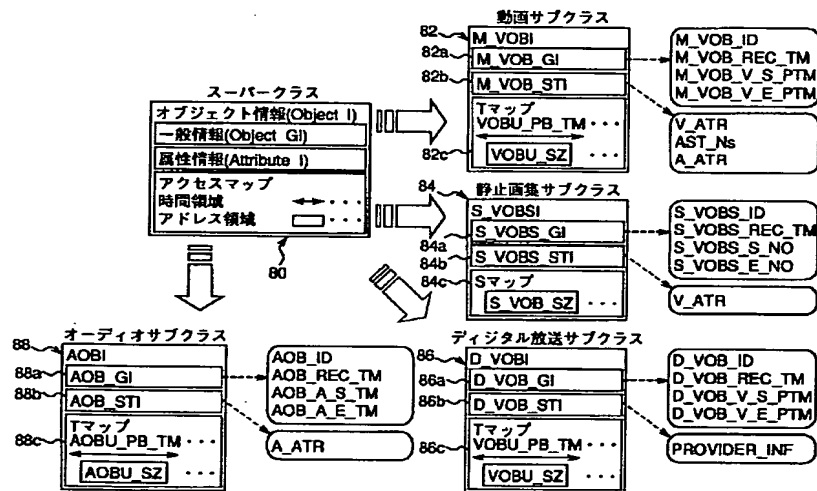 動画サブクラス
82
M_VOBI
82a
M_VOB_GI
82b
M_VOB_STI
Tマップ
VOBU_PB_TM ・・・
VOBU_SZ ・・・
82c
M_VOB_ID
M_VOB_REC_TM
M_VOB_V_S_PTM
M_VOB_V_E_PTM
V_ATR
AST_Ns
A_ATR
スーパークラス
オブジェクト情報(Object I)
一般情報(Object GI)
属性情報(Attribute I)
アクセスマップ
時間領域 ・・・
アドレス領域 ・・・
80
静止画集サブクラス
84
S_VOBSI
S_VOBS_GI
84a
84b
S_VOBS_STI
84c
Sマップ
S_VOB_SZ ・・・
S_VOBS_ID
S_VOBS_REC_TM
S_VOBS_S_NO
S_VOBS_E_NO
V_ATR
オーディオサブクラス
88
AOBI
88a
AOB_GI
88b
AOB_STI
Tマップ
88c
AOBU_PB_TM ・・・
AOBU_SZ ・・・
AOB_ID
AOB_REC_TM
AOB_A_S_TM
AOB_A_E_TM
A_ATR
ディジタル放送サブクラス
86
D_VOBI
86a
D_VOB_GI
86b
D_VOB_STI
Tマップ
VOBU_PB_TM ・・・
86c
VOBU_SZ ・・・
D_VOB_ID
D_VOB_REC_TM
D_VOB_V_S_PTM
D_VOB_V_E_PTM
PROVIDER_INF